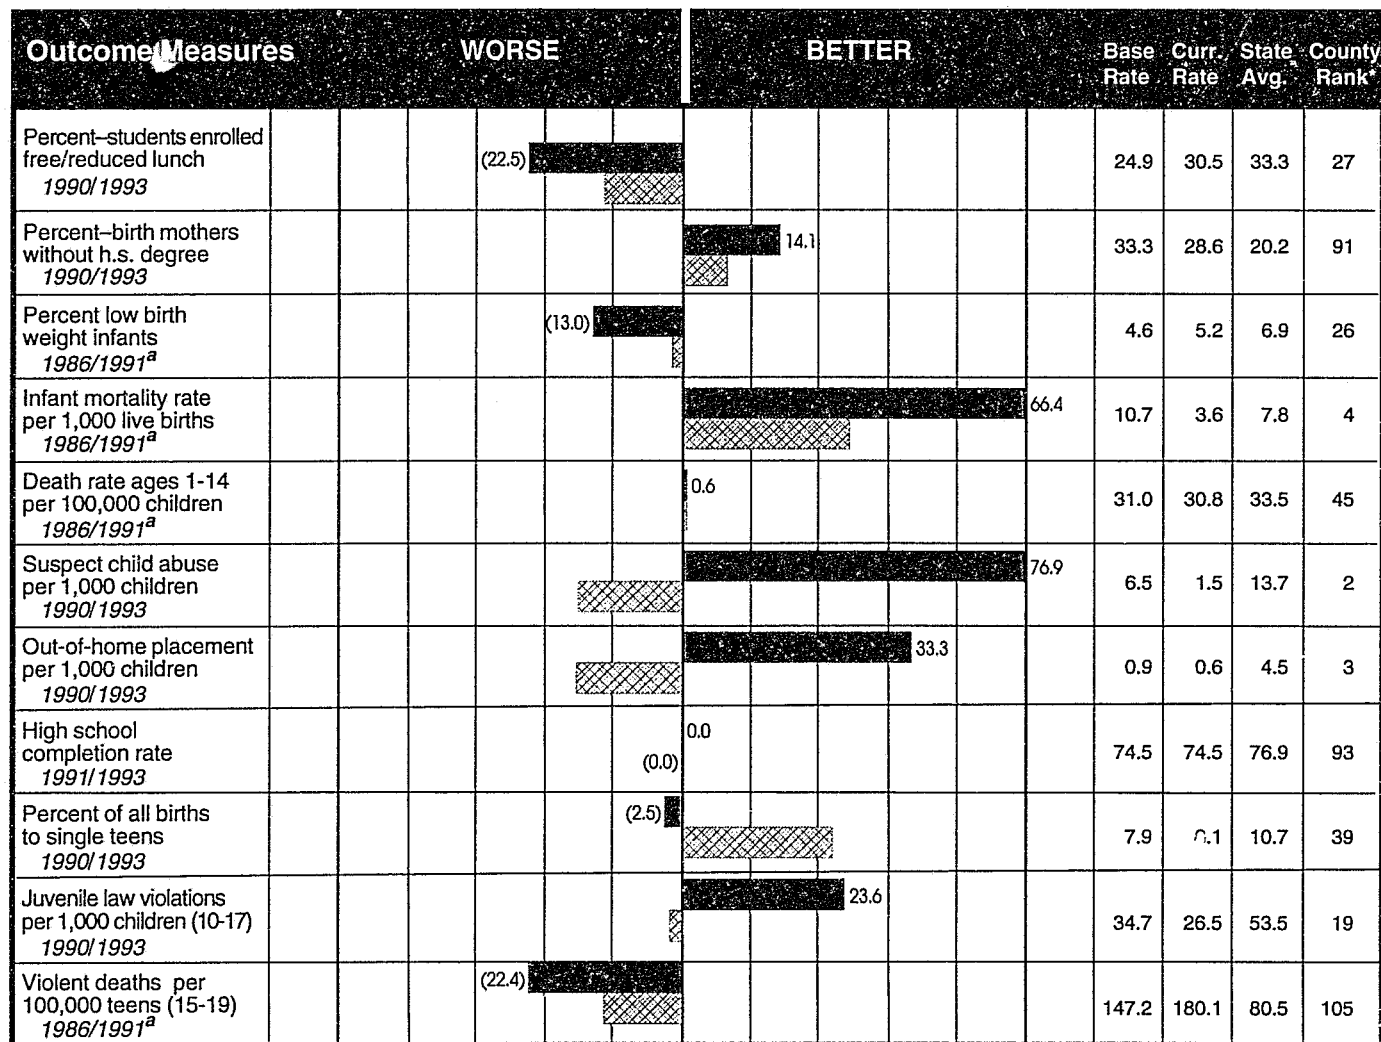 Outcome Measures WORSE BETTER Base Rate Curr. Rate State Avg. County Rank*
Percent–students enrolled
free/reduced lunch
1990/1993
(22.5) 24.9 30.5 33.3 27
Percent–birth mothers
without h.s. degree
1990/1993
14.1 33.3 28.6 20.2 91
Percent low birth
weight infants
1986/1991a
(13.0) 4.6 5.2 6.9 26
Infant mortality rate
per 1,000 live births
1986/1991a
66.4 10.7 3.6 7.8 4
Death rate ages 1-14
per 100,000 children
1986/1991a
0.6 31.0 30.8 33.5 45
Suspect child abuse
per 1,000 children
1990/1993
76.9 6.5 1.5 13.7 2
Out-of-home placement
per 1,000 children
1990/1993
33.3 0.9 0.6 4.5 3
High school
completion rate
1991/1993
0.0
(0.0) 74.5 74.5 76.9 93
Percent of all births
to single teens
1990/1993
(2.5) 7.9 10.7 39
Juvenile law violations
per 1,000 children (10-17)
1990/1993
23.6 34.7 26.5 53.5 19
Violent deaths per
100,000 teens (15-19)
1986/1991a
(22.4) 147.2 180.1 80.5 105